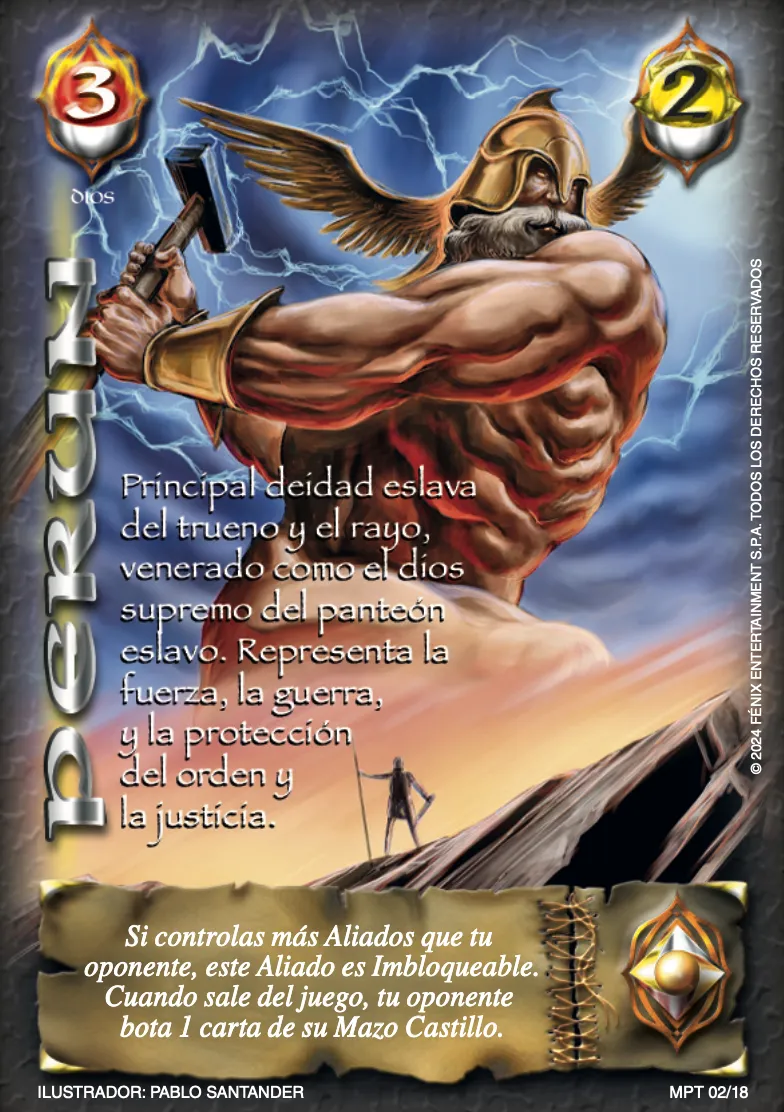 3
2
DIOS
PERUN
Principal deidad eslava
del trueno y el rayo,
venerado como el dios
supremo del panteón
eslavo. Representa la
fuerza, la guerra,
y la protección
del orden y
la justicia.
© 2024 FÉNIX ENTERTAINMENT S.P.A. TODOS LOS DERECHOS RESERVADOS
Si controlas más Aliados que tu
oponente, este Aliado es Imbloqueable.
Cuando sale del juego, tu oponente
bota 1 carta de su Mazo Castillo.
ILUSTRADOR: PABLO SANTANDER
MPT 02/18